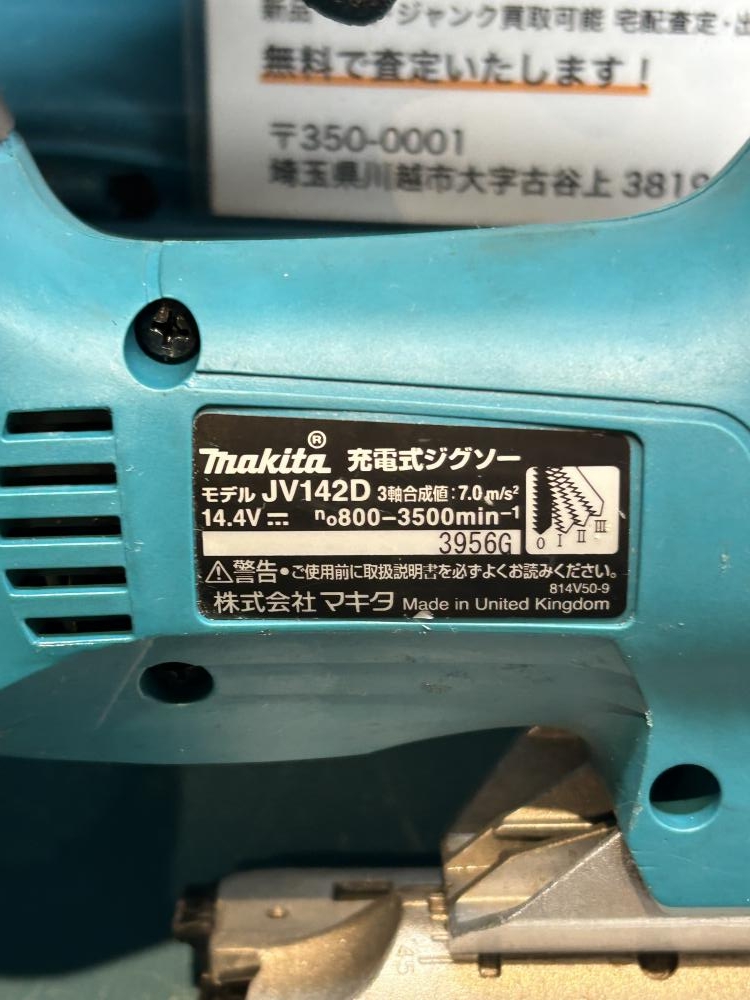 ジャンク買取可能 宅配査定・出
無料で査定いたします！
〒350-0001
埼玉県川越市大字古谷上 3819
makita® 充電式ジグソー
モデル JV142D 3軸合成値:7.0m/s²
14.4V⎓ n₀800-3500min⁻¹
3956G
0 I II III
⚠警告・ご使用前に取扱説明書を必ずよくお読みください。
814V50-9
株式会社マキタ Made in United Kingdom
45 0